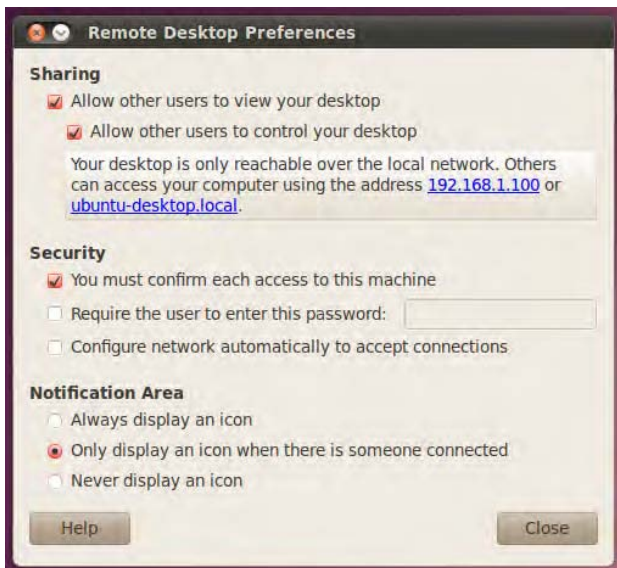 Remote Desktop Preferences
Sharing
Allow other users to view your desktop
Allow other users to control your desktop
Your desktop is only reachable over the local network. Others
can access your computer using the address 192.168.1.100 or
ubuntu-desktop.local.
Security
You must confirm each access to this machine
Require the user to enter this password:
Configure network automatically to accept connections
Notification Area
Always display an icon
Only display an icon when there is someone connected
Never display an icon
Help Close